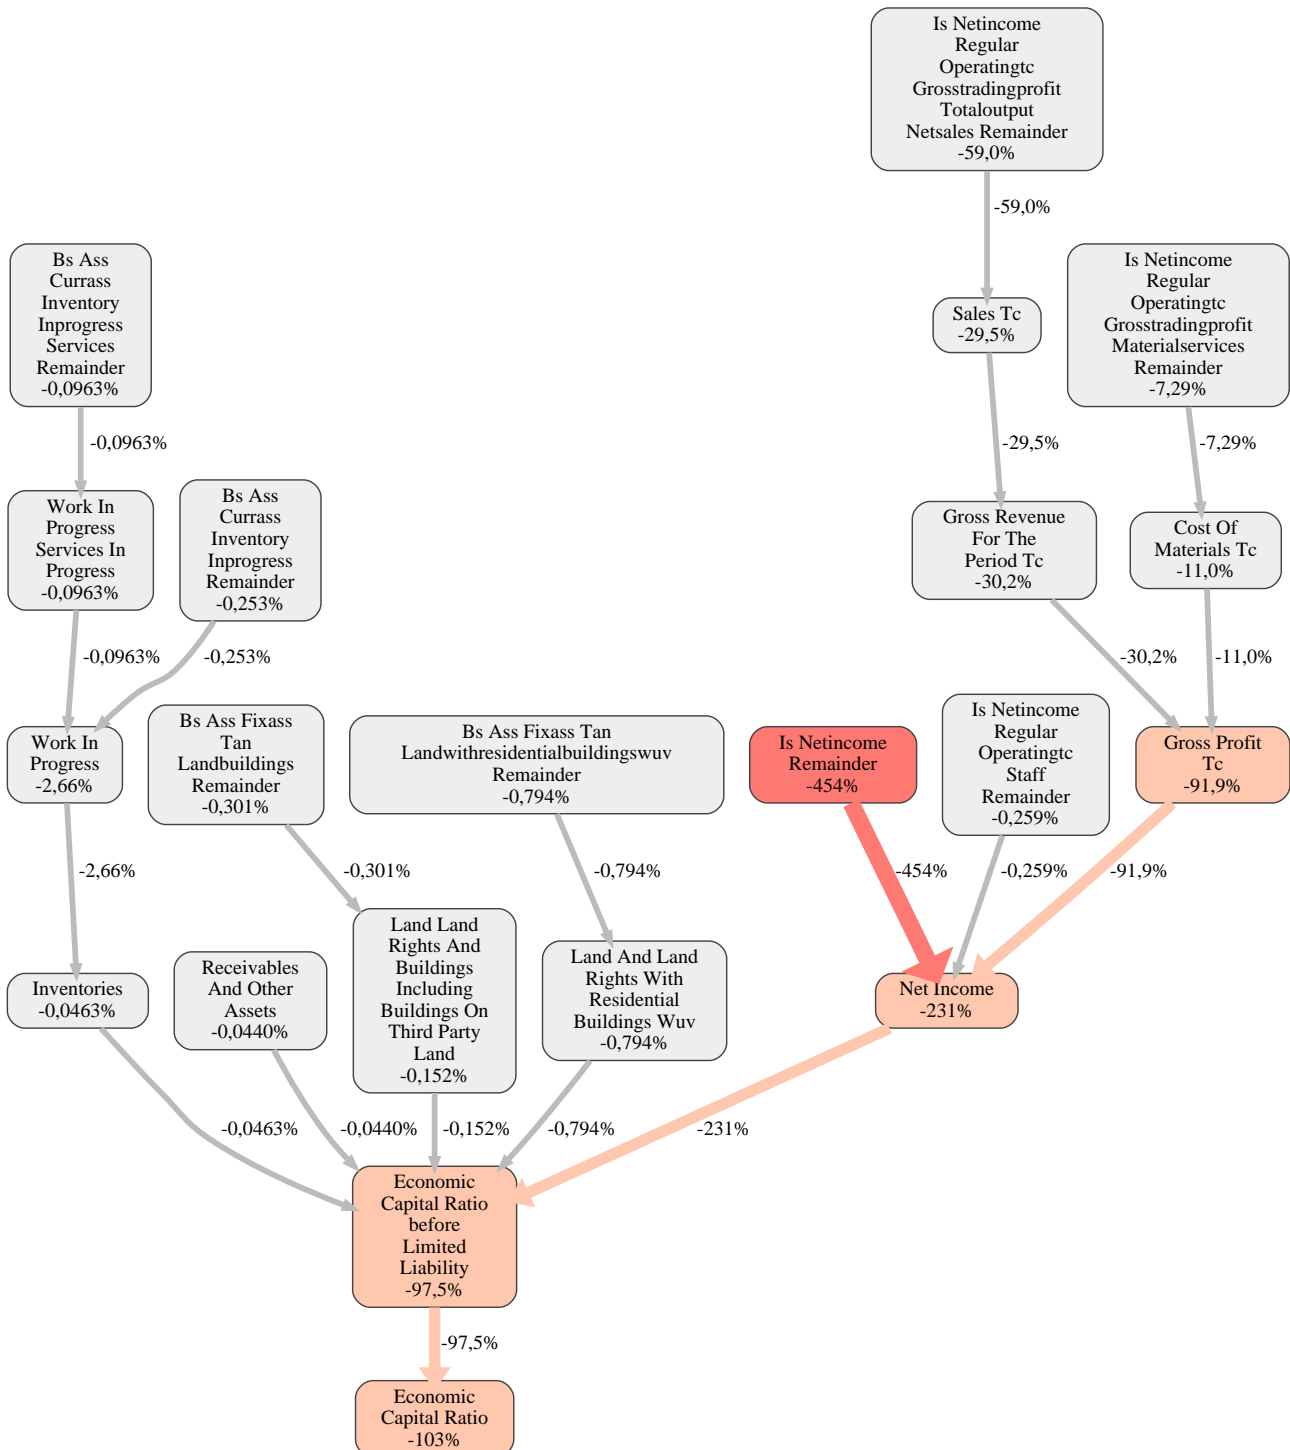 Is Netincome
Regular
Operatingtc
Grosstradingprofit
Totaloutput
Netsales Remainder
-59,0%
-59,0%
Bs Ass
Currass
Inventory
Inprogress
Services
Remainder
-0,0963%
Sales Tc
-29,5%
Is Netincome
Regular
Operatingtc
Grosstradingprofit
Materialservices
Remainder
-7,29%
-0,0963%
-29,5%
-7,29%
Work In
Progress
Services In
Progress
-0,0963%
Bs Ass
Currass
Inventory
Inprogress
Remainder
-0,253%
Gross Revenue
For The
Period Tc
-30,2%
Cost Of
Materials Tc
-11,0%
-0,0963%
-0,253%
-30,2%
-11,0%
Work In
Progress
-2,66%
Bs Ass Fixass
Tan
Landbuildings
Remainder
-0,301%
Bs Ass Fixass Tan
Landwithresidentialbuildingswuv
Remainder
-0,794%
Is Netincome
Remainder
-454%
Is Netincome
Regular
Operatingtc
Staff
Remainder
-0,259%
Gross Profit
Tc
-91,9%
-2,66%
-0,301%
-0,794%
-454%
-0,259%
-91,9%
Inventories
-0,0463%
Receivables
And Other
Assets
-0,0440%
Land Land
Rights And
Buildings
Including
Buildings On
Third Party
Land
-0,152%
Land And Land
Rights With
Residential
Buildings Wuv
-0,794%
Net Income
-231%
-0,0463%
-0,0440%
-0,152%
-0,794%
-231%
Economic
Capital Ratio
before
Limited
Liability
-97,5%
-97,5%
Economic
Capital Ratio
-103%